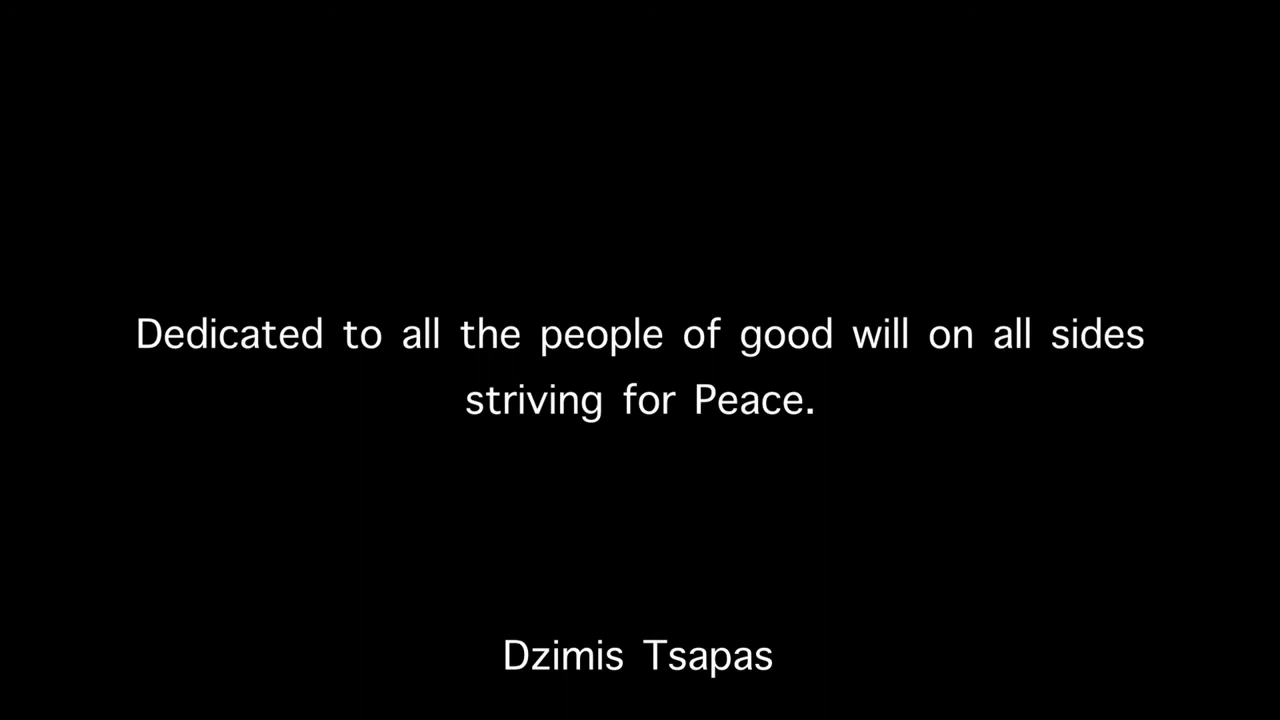 Dedicated to all the people of good will on all sides
striving for Peace.
Dzimis Tsapas